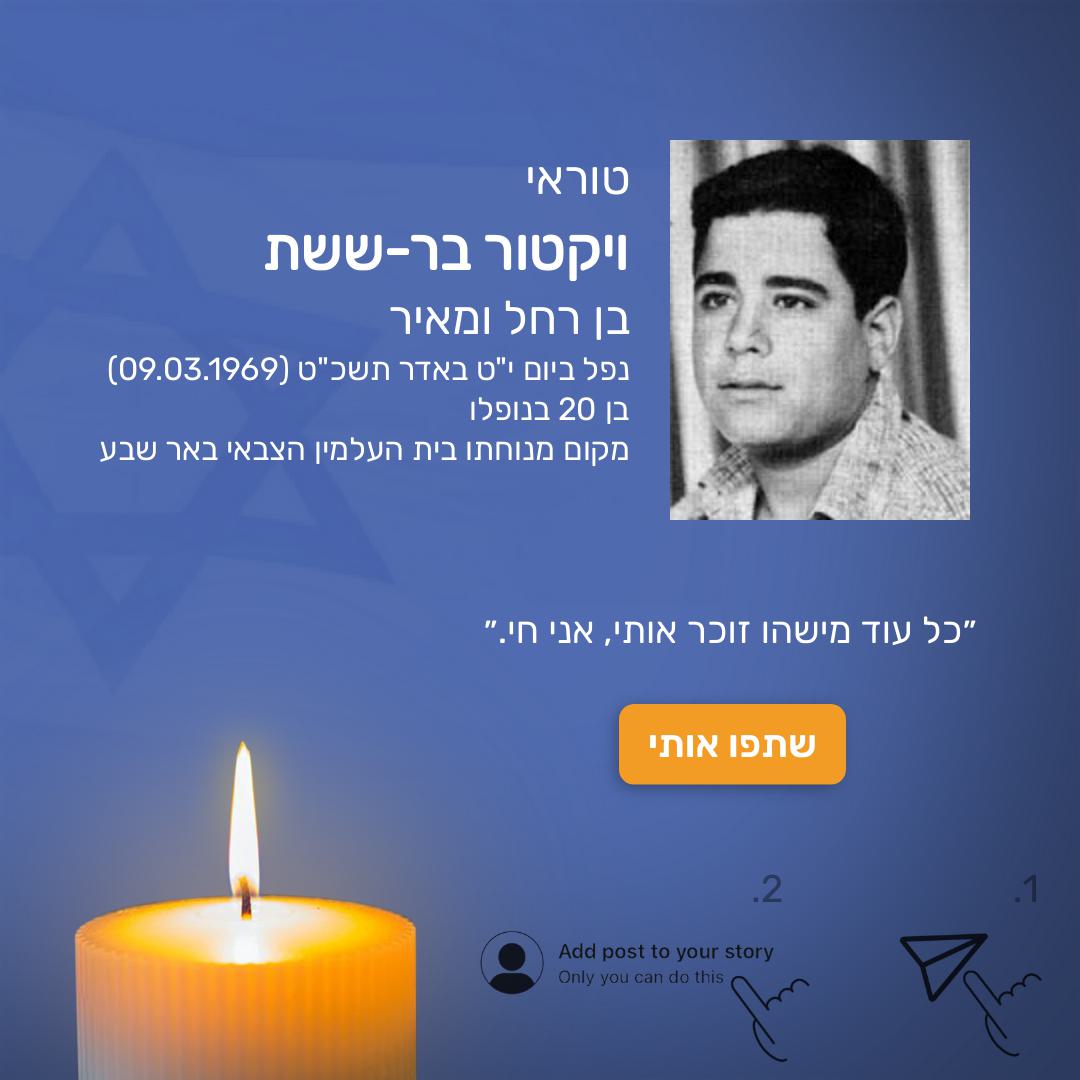 טוראי
ויקטור בר-ששת
בן רחל ומאיר
נפל ביום י"ט באדר תשכ"ט (09.03.1969)
בן 20 בנופלו
מקום מנוחתו בית העלמין הצבאי באר שבע
״כל עוד מישהו זוכר אותי, אני חי.״
שתפו אותי
1.
2.
Add post to your story
Only you can do this